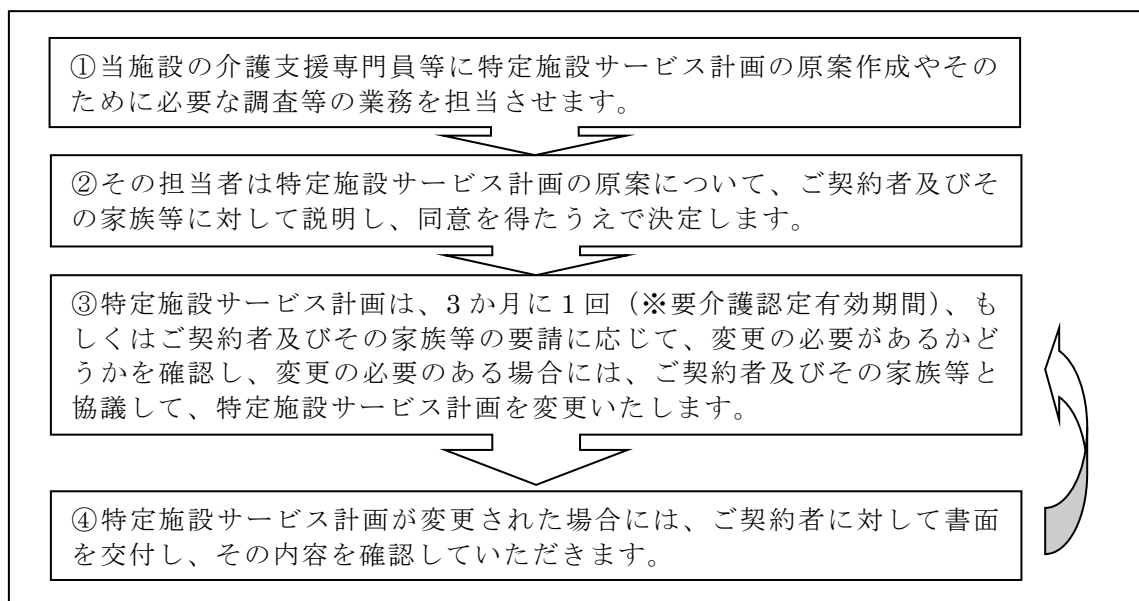 ①当施設の介護支援専門員等に特定施設サービス計画の原案作成やその
ために必要な調査等の業務を担当させます。
②その担当者は特定施設サービス計画の原案について、ご契約者及びそ
の家族等に対して説明し、同意を得たうえで決定します。
③特定施設サービス計画は、3か月に1回（※要介護認定有効期間）、も
しくはご契約者及びその家族等の要請に応じて、変更の必要があるかど
うかを確認し、変更の必要のある場合には、ご契約者及びその家族等と
協議して、特定施設サービス計画を変更いたします。
④特定施設サービス計画が変更された場合には、ご契約者に対して書面
を交付し、その内容を確認していただきます。